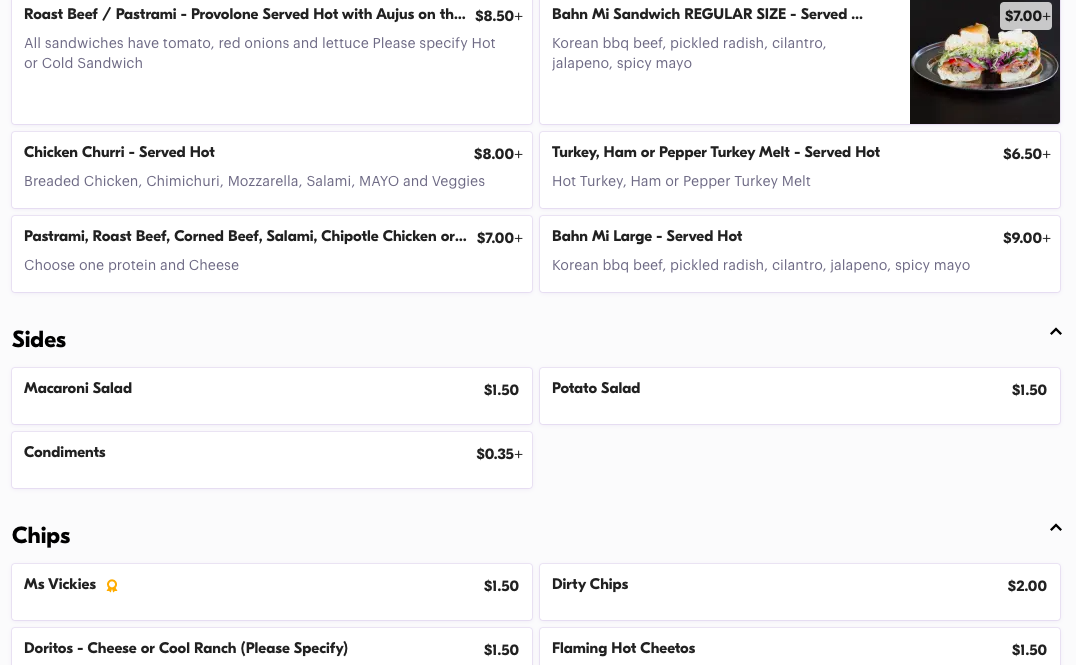 Roast Beef / Pastrami - Provolone Served Hot with Aujus on th... $8.50+
All sandwiches have tomato, red onions and lettuce Please specify Hot
or Cold Sandwich
Bahn Mi Sandwich REGULAR SIZE - Served ... $7.00+
Korean bbq beef, pickled radish, cilantro,
jalapeno, spicy mayo
Chicken Churri - Served Hot $8.00+
Breaded Chicken, Chimichuri, Mozzarella, Salami, MAYO and Veggies
Turkey, Ham or Pepper Turkey Melt - Served Hot $6.50+
Hot Turkey, Ham or Pepper Turkey Melt
Pastrami, Roast Beef, Corned Beef, Salami, Chipotle Chicken or... $7.00+
Choose one protein and Cheese
Bahn Mi Large - Served Hot $9.00+
Korean bbq beef, pickled radish, cilantro, jalapeno, spicy mayo
Sides
Macaroni Salad $1.50
Potato Salad $1.50
Condiments $0.35+
Chips
Ms Vickies $1.50
Dirty Chips $2.00
Doritos - Cheese or Cool Ranch (Please Specify) $1.50
Flaming Hot Cheetos $1.50